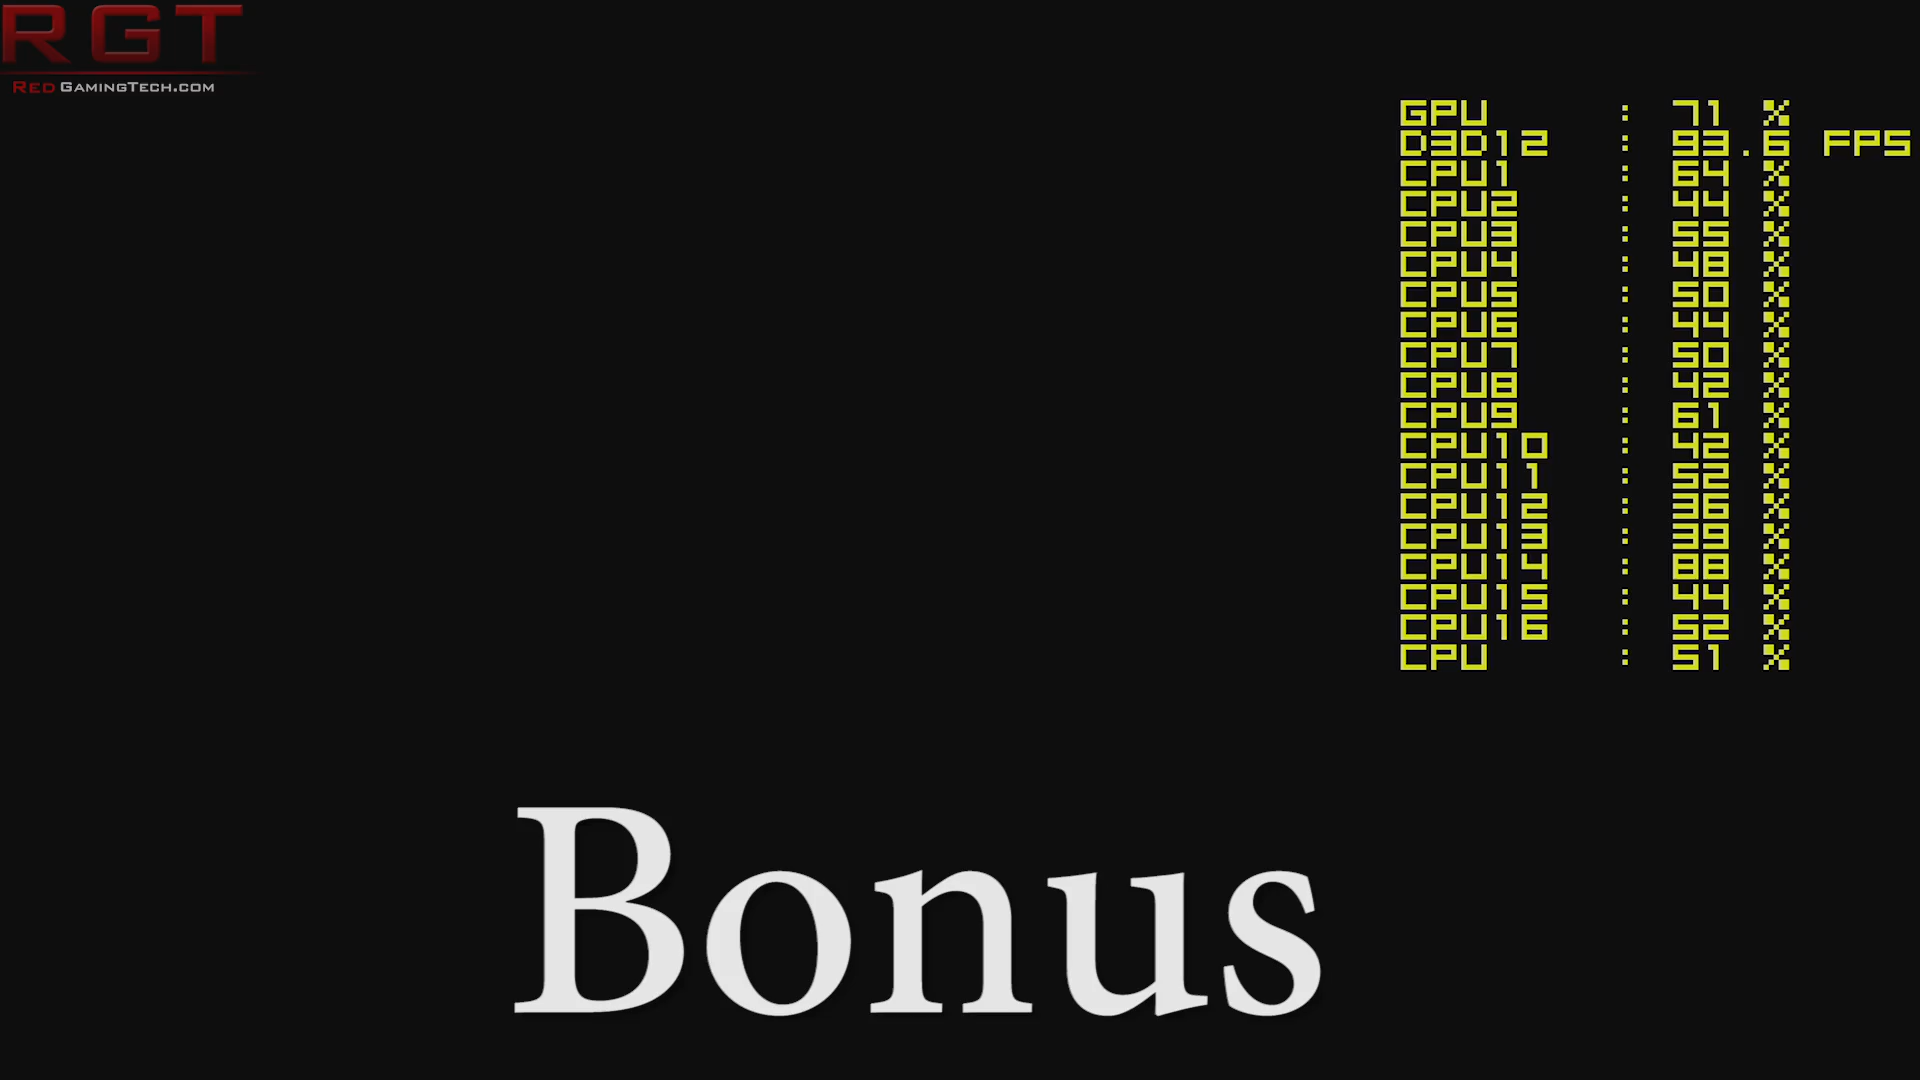 RGT
RED GAMINGTECH.COM
GPU : 71 %
D3D12 : 93.6 FPS
CPU1 : 64 %
CPU2 : 44 %
CPU3 : 55 %
CPU4 : 48 %
CPU5 : 50 %
CPU6 : 44 %
CPU7 : 50 %
CPU8 : 42 %
CPU9 : 61 %
CPU10 : 42 %
CPU11 : 52 %
CPU12 : 36 %
CPU13 : 39 %
CPU14 : 88 %
CPU15 : 44 %
CPU16 : 52 %
CPU : 51 %
Bonus